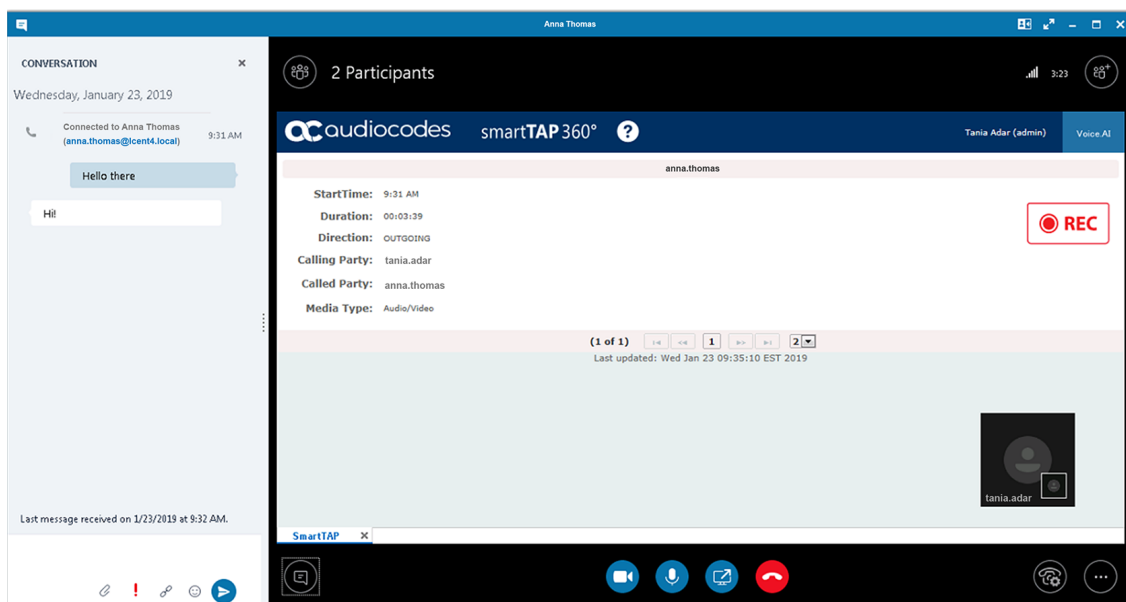 Anna Thomas
CONVERSATION
Wednesday, January 23, 2019
Connected to Anna Thomas
(anna.thomas@lcent4.local)
9:31 AM
Hello there
Hi!
Last message received on 1/23/2019 at 9:32 AM.
2 Participants
3:23
audiocodes smartTAP 360° ?
Tania Adar (admin)
Voice.AI
anna.thomas
StartTime: 9:31 AM
Duration: 00:03:39
Direction: OUTGOING
Calling Party: tania.adar
Called Party: anna.thomas
Media Type: Audio/Video
REC
(1 of 1) 1 2
Last updated: Wed Jan 23 09:35:10 EST 2019
tania.adar
SmartTAP